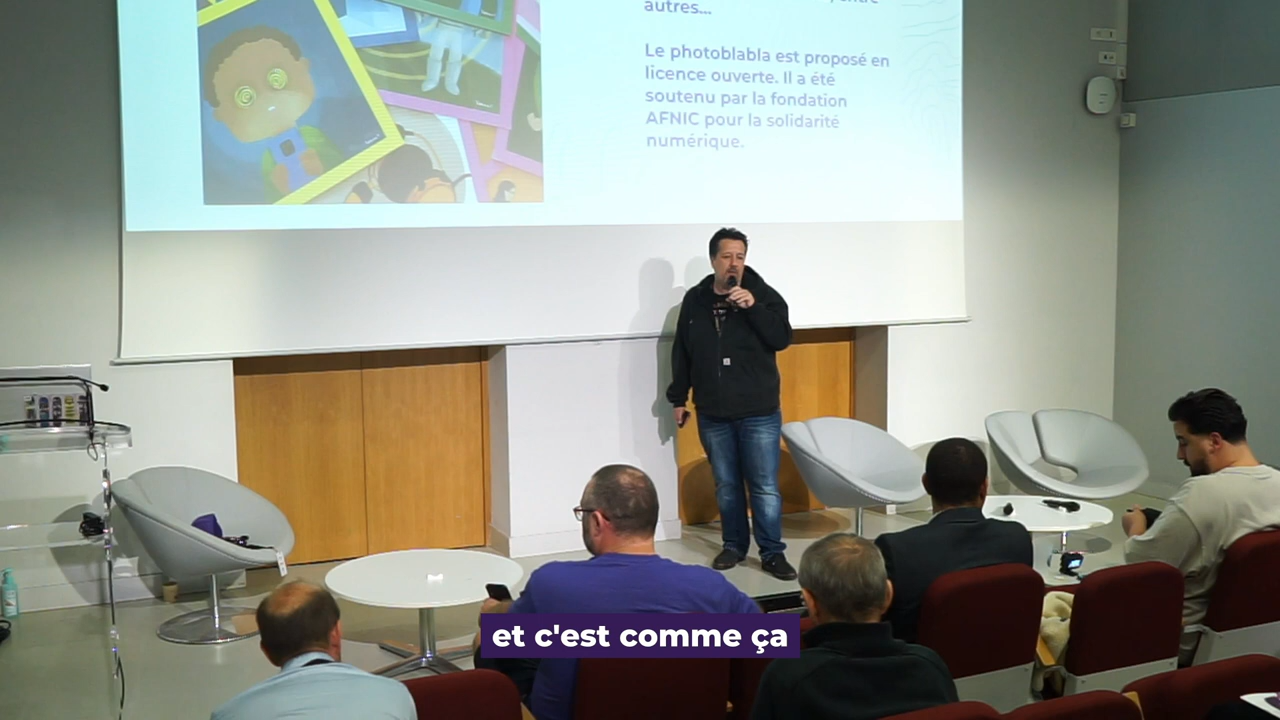 autres...
Le photoblabla est proposé en
licence ouverte. Il a été
soutenu par la fondation
AFNIC pour la solidarité
numérique.
et c'est comme ça